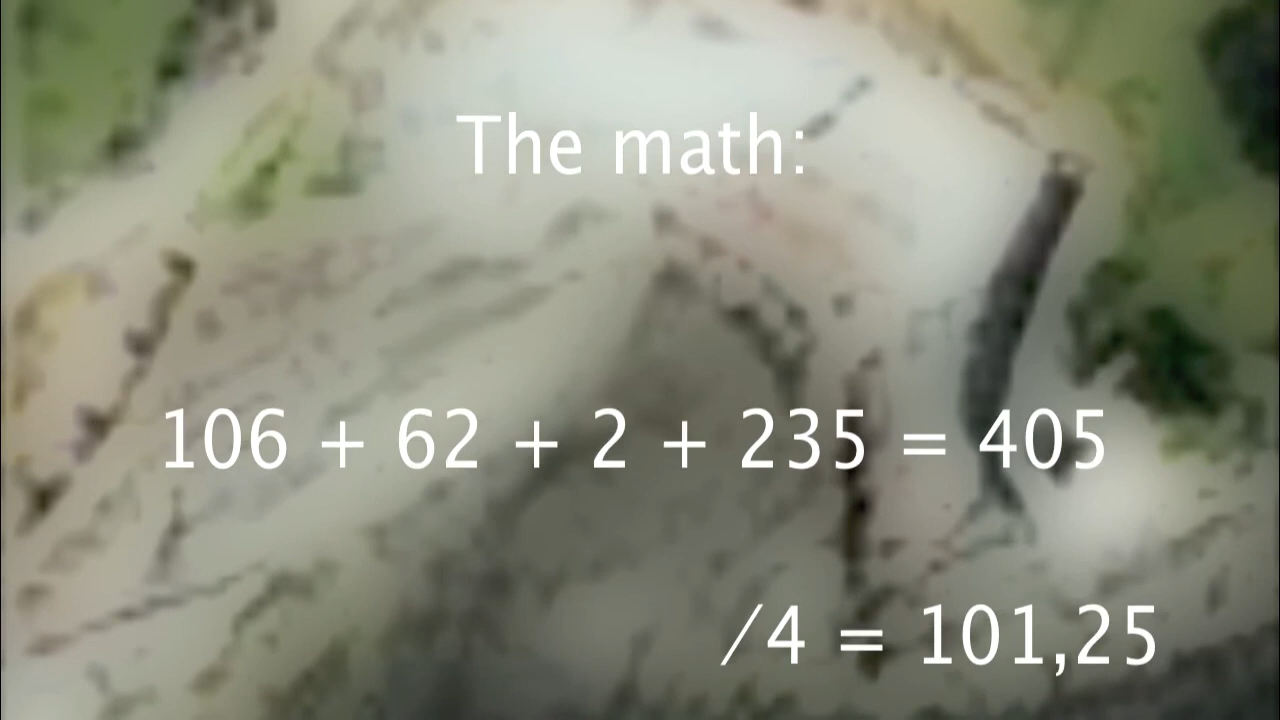 The math:
106 + 62 + 2 + 235 = 405
/4 = 101,25